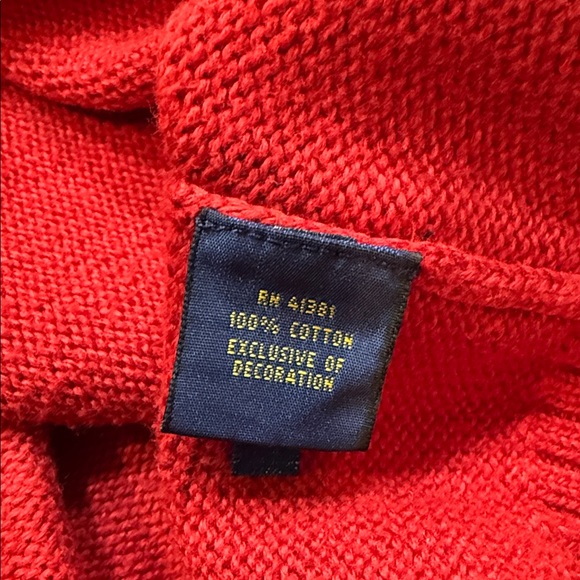 RN 41381
100% COTTON
EXCLUSIVE OF
DECORATION